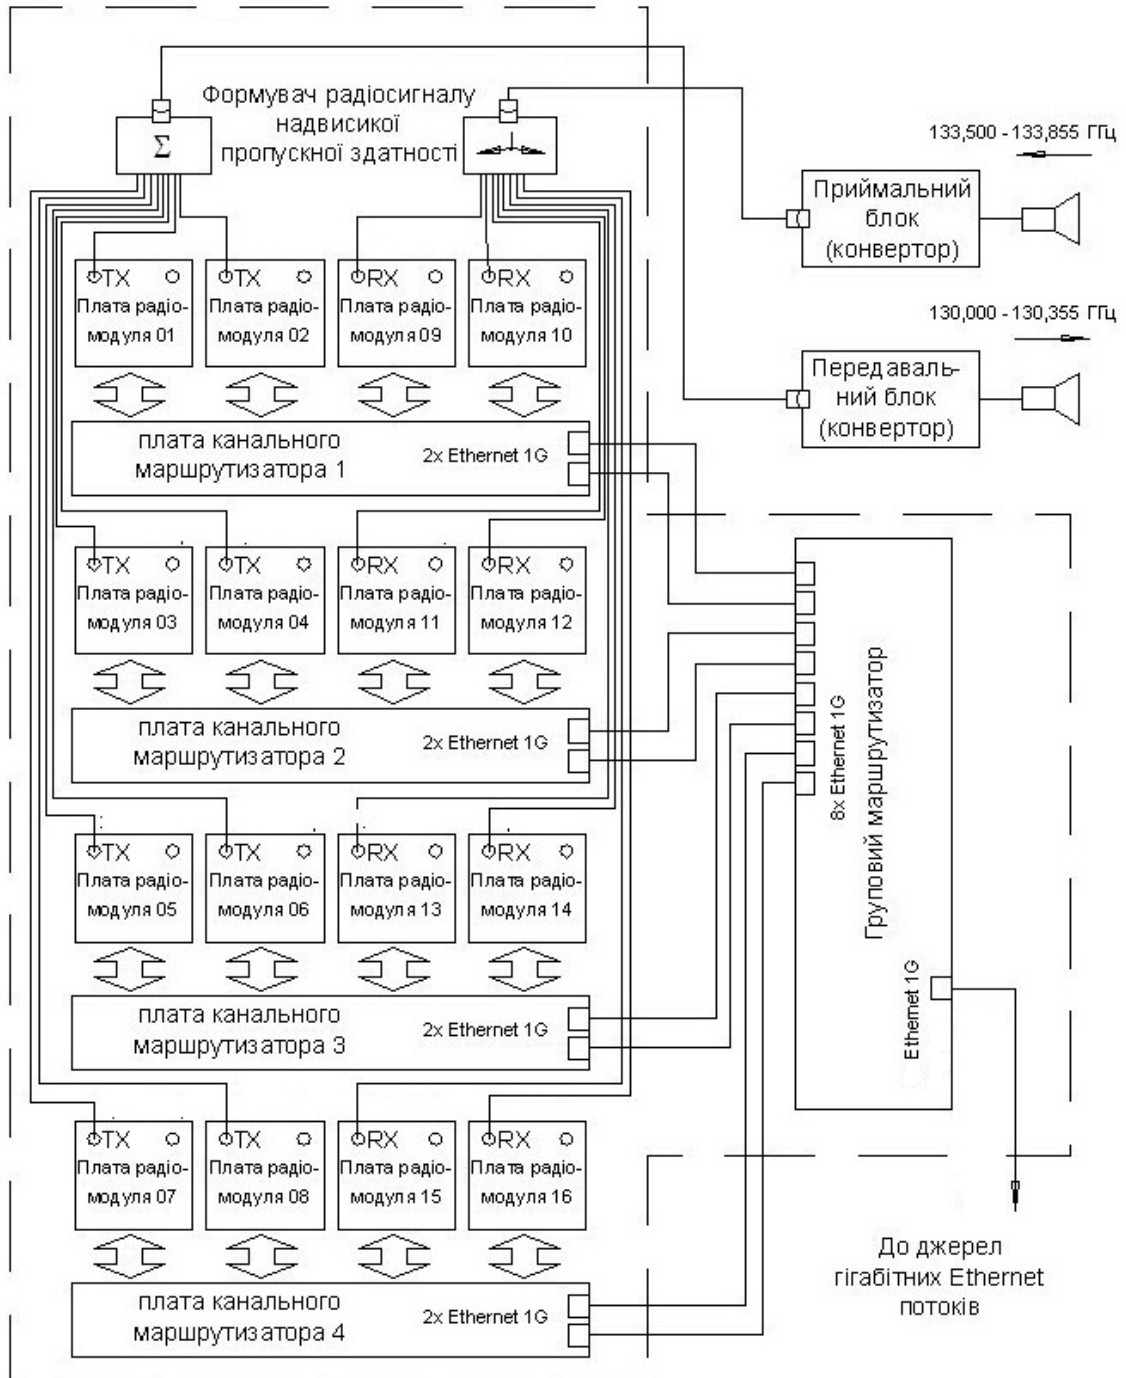 Формувач радіосигналу
надвисикої
пропускної здатності
Σ
133,500 - 133,855 ГГц
Приймальний
блок
(конвертор)
130,000 - 130,355 ГГц
Передаваль-
ний блок
(конвертор)
TX
Плата радіо-
модуля 01
TX
Плата радіо-
модуля 02
RX
Плата радіо-
модуля 09
RX
Плата радіо-
модуля 10
плата канального
маршрутизатора 1
2x Ethernet 1G
TX
Плата радіо-
модуля 03
TX
Плата радіо-
модуля 04
RX
Плата радіо-
модуля 11
RX
Плата радіо-
модуля 12
плата канального
маршрутизатора 2
2x Ethernet 1G
TX
Плата радіо-
модуля 05
TX
Плата радіо-
модуля 06
RX
Плата радіо-
модуля 13
RX
Плата радіо-
модуля 14
плата канального
маршрутизатора 3
2x Ethernet 1G
TX
Плата радіо-
модуля 07
TX
Плата радіо-
модуля 08
RX
Плата радіо-
модуля 15
RX
Плата радіо-
модуля 16
плата канального
маршрутизатора 4
2x Ethernet 1G
8x Ethernet 1G
Груповий маршрутизатор
Ethernet 1G
До джерел
гігабітних Ethernet
потоків